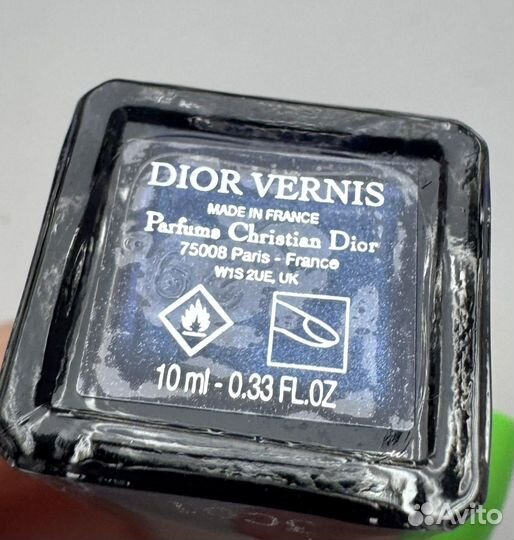 DIOR VERNIS
MADE IN FRANCE
Parfums Christian Dior
75008 Paris - France
W1S 2UE, UK
10 ml - 0.33 FL.OZ
Avito